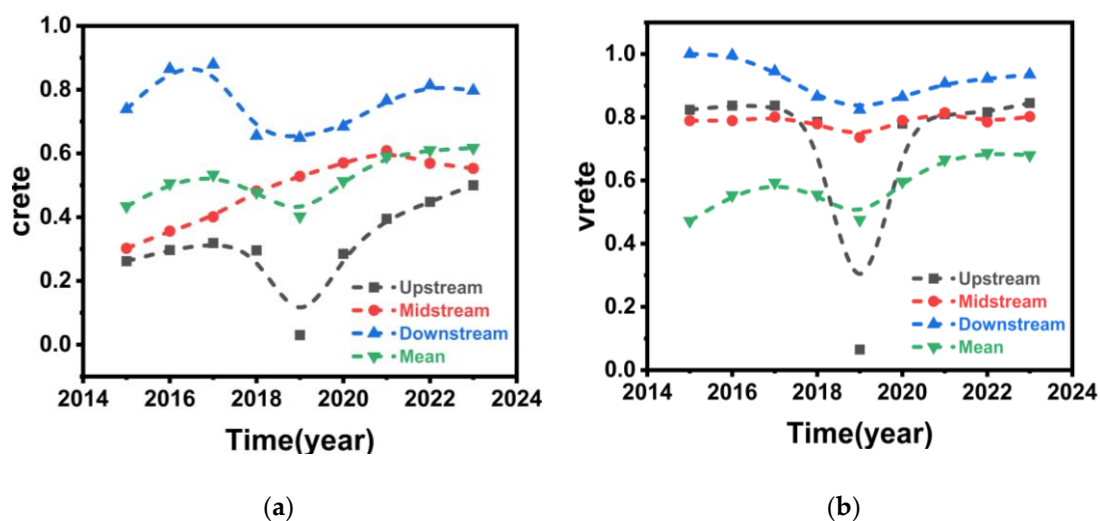 1.0
0.8
0.6
0.4
0.2
0.0
crete
Upstream
Midstream
Downstream
Mean
2014 2016 2018 2020 2022 2024
Time(year)
(a)
1.0
0.8
0.6
0.4
0.2
0.0
vrete
Upstream
Midstream
Downstream
Mean
2014 2016 2018 2020 2022 2024
Time(year)
(b)